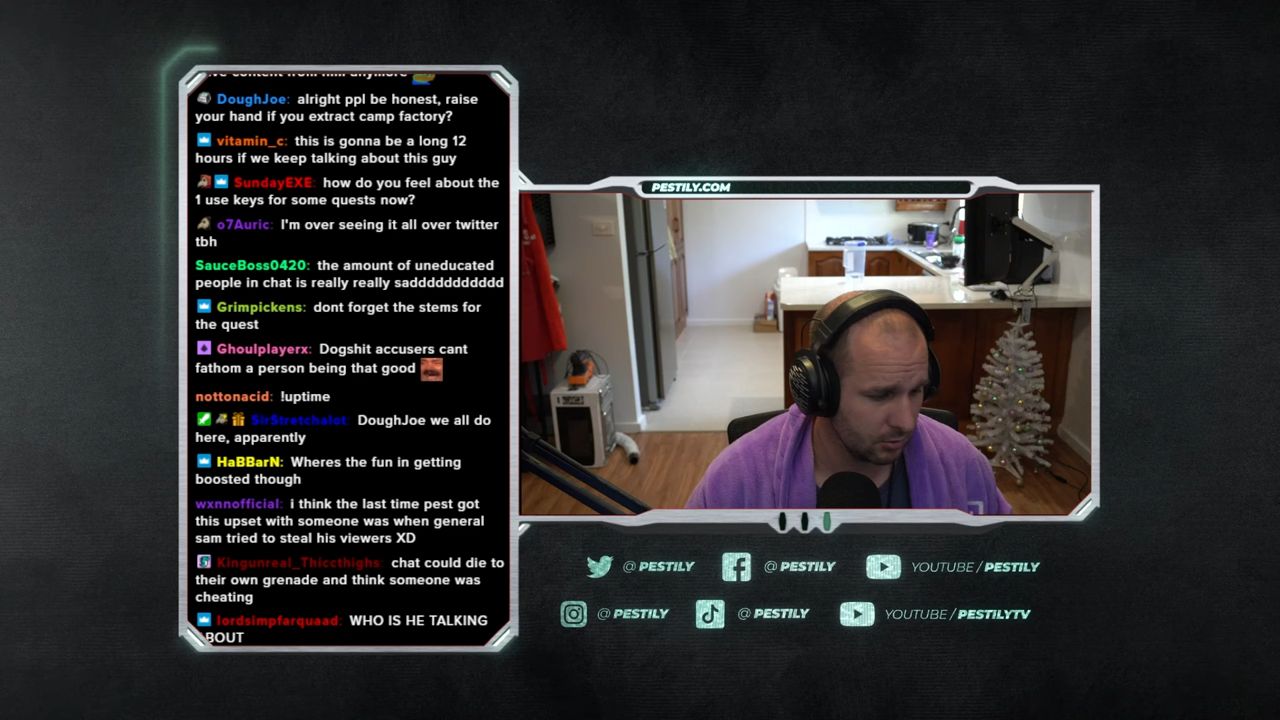 DoughJoe: alright ppl be honest, raise
your hand if you extract camp factory?
vitamin_c: this is gonna be a long 12
hours if we keep talking about this guy
SundayEXE: how do you feel about the
1 use keys for some quests now?
o7Auric: I'm over seeing it all over twitter
tbh
SauceBoss0420: the amount of uneducated
people in chat is really really sadddddddddd
Grimpickens: dont forget the stems for
the quest
Ghoulplayerx: Dogshit accusers cant
fathom a person being that good
nottonacid: !uptime
SirStretchalot: DoughJoe we all do
here, apparently
HaBBarN: Wheres the fun in getting
boosted though
wxnnofficial: i think the last time pest got
this upset with someone was when general
sam tried to steal his viewers XD
Kingunreal_Thiccthighs: chat could die to
their own grenade and think someone was
cheating
lordsimpfarquaad: WHO IS HE TALKING
ABOUT
PESTILY.COM
@PESTILY @PESTILY YOUTUBE/PESTILY
@PESTILY @PESTILY YOUTUBE/PESTILYTV